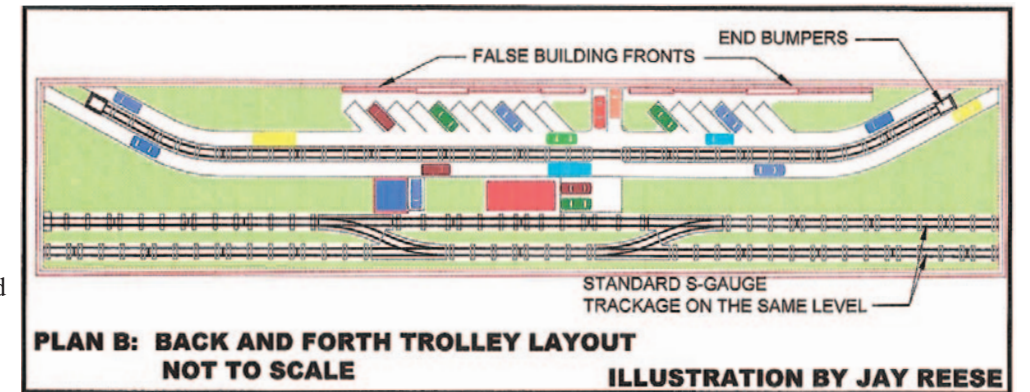 END BUMPERS
FALSE BUILDING FRONTS
STANDARD S-GAUGE
TRACKAGE ON THE SAME LEVEL
PLAN B: BACK AND FORTH TROLLEY LAYOUT
NOT TO SCALE
ILLUSTRATION BY JAY REESE